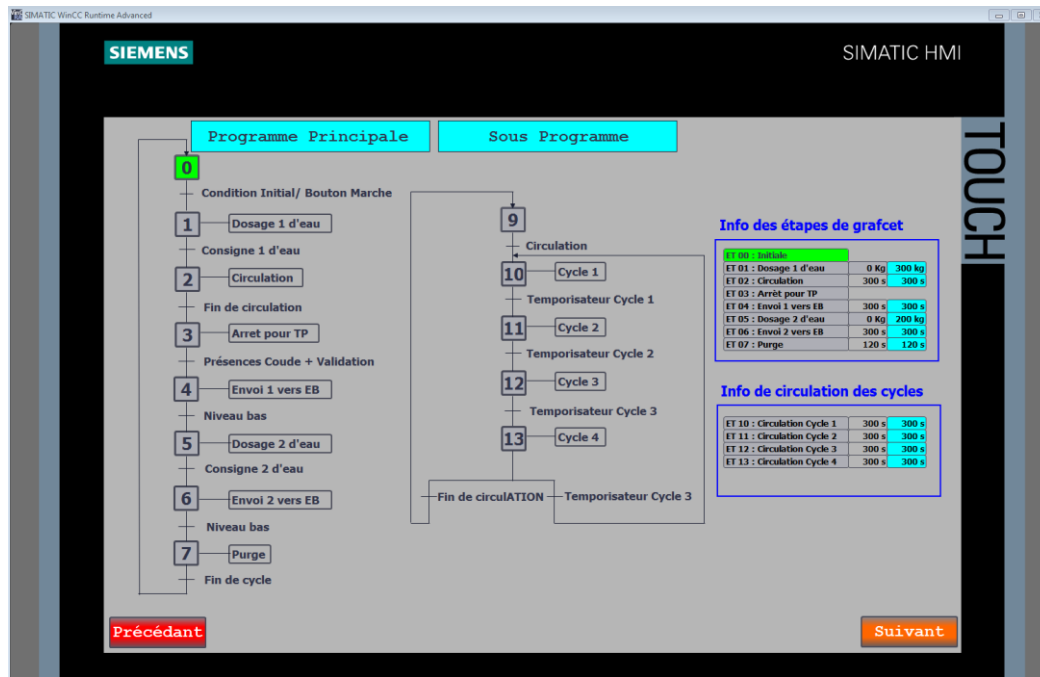 SIMATIC WinCC Runtime Advanced
SIEMENS
SIMATIC HMI
TOUCH
Programme Principale
Sous Programme
0
Condition Initial/ Bouton Marche
1
Dosage 1 d'eau
Consigne 1 d'eau
2
Circulation
Fin de circulation
3
Arret pour TP
Présences Coude + Validation
4
Envoi 1 vers EB
Niveau bas
5
Dosage 2 d'eau
Consigne 2 d'eau
6
Envoi 2 vers EB
Niveau bas
7
Purge
Fin de cycle
9
Circulation
10
Cycle 1
Temporisateur Cycle 1
11
Cycle 2
Temporisateur Cycle 2
12
Cycle 3
Temporisateur Cycle 3
13
Cycle 4
Fin de circulATION
Temporisateur Cycle 3
Info des étapes de grafcet
ET 00 : Initiale
ET 01 : Dosage 1 d'eau 0 Kg 300 kg
ET 02 : Circulation 300 s 300 s
ET 03 : Arrèt pour TP
ET 04 : Envoi 1 vers EB 300 s 300 s
ET 05 : Dosage 2 d'eau 0 Kg 200 kg
ET 06 : Envoi 2 vers EB 300 s 300 s
ET 07 : Purge 120 s 120 s
Info de circulation des cycles
ET 10 : Circulation Cycle 1 300 s 300 s
ET 11 : Circulation Cycle 2 300 s 300 s
ET 12 : Circulation Cycle 3 300 s 300 s
ET 13 : Circulation Cycle 4 300 s 300 s
Précédant
Suivant